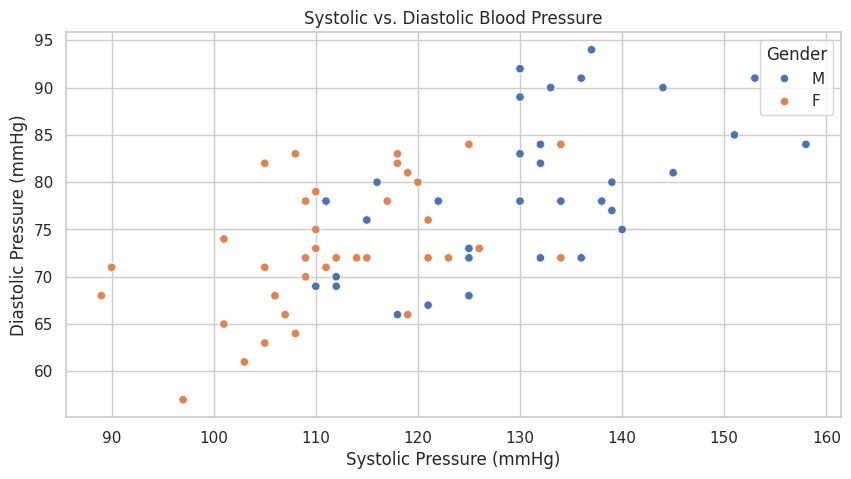 Systolic vs. Diastolic Blood Pressure
Gender
M
F
Diastolic Pressure (mmHg)
95
90
85
80
75
70
65
60
90 100 110 120 130 140 150 160
Systolic Pressure (mmHg)